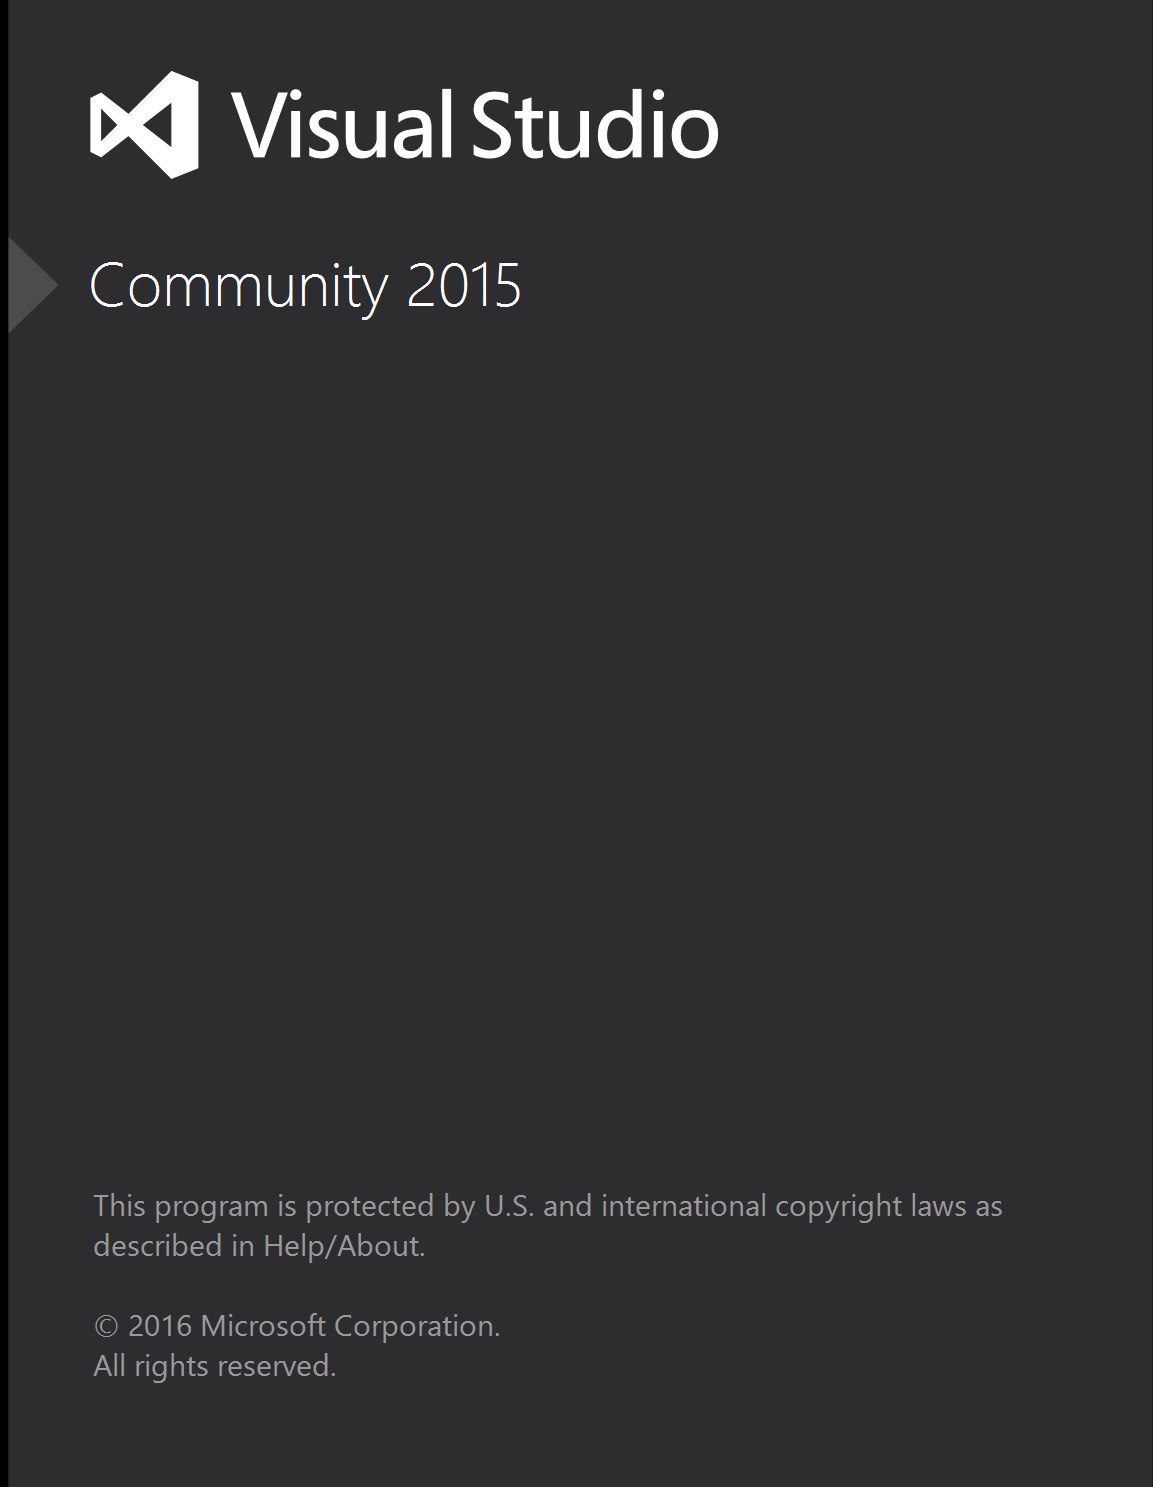 Visual Studio
Community 2015
This program is protected by U.S. and international copyright laws as
described in Help/About.
© 2016 Microsoft Corporation.
All rights reserved.